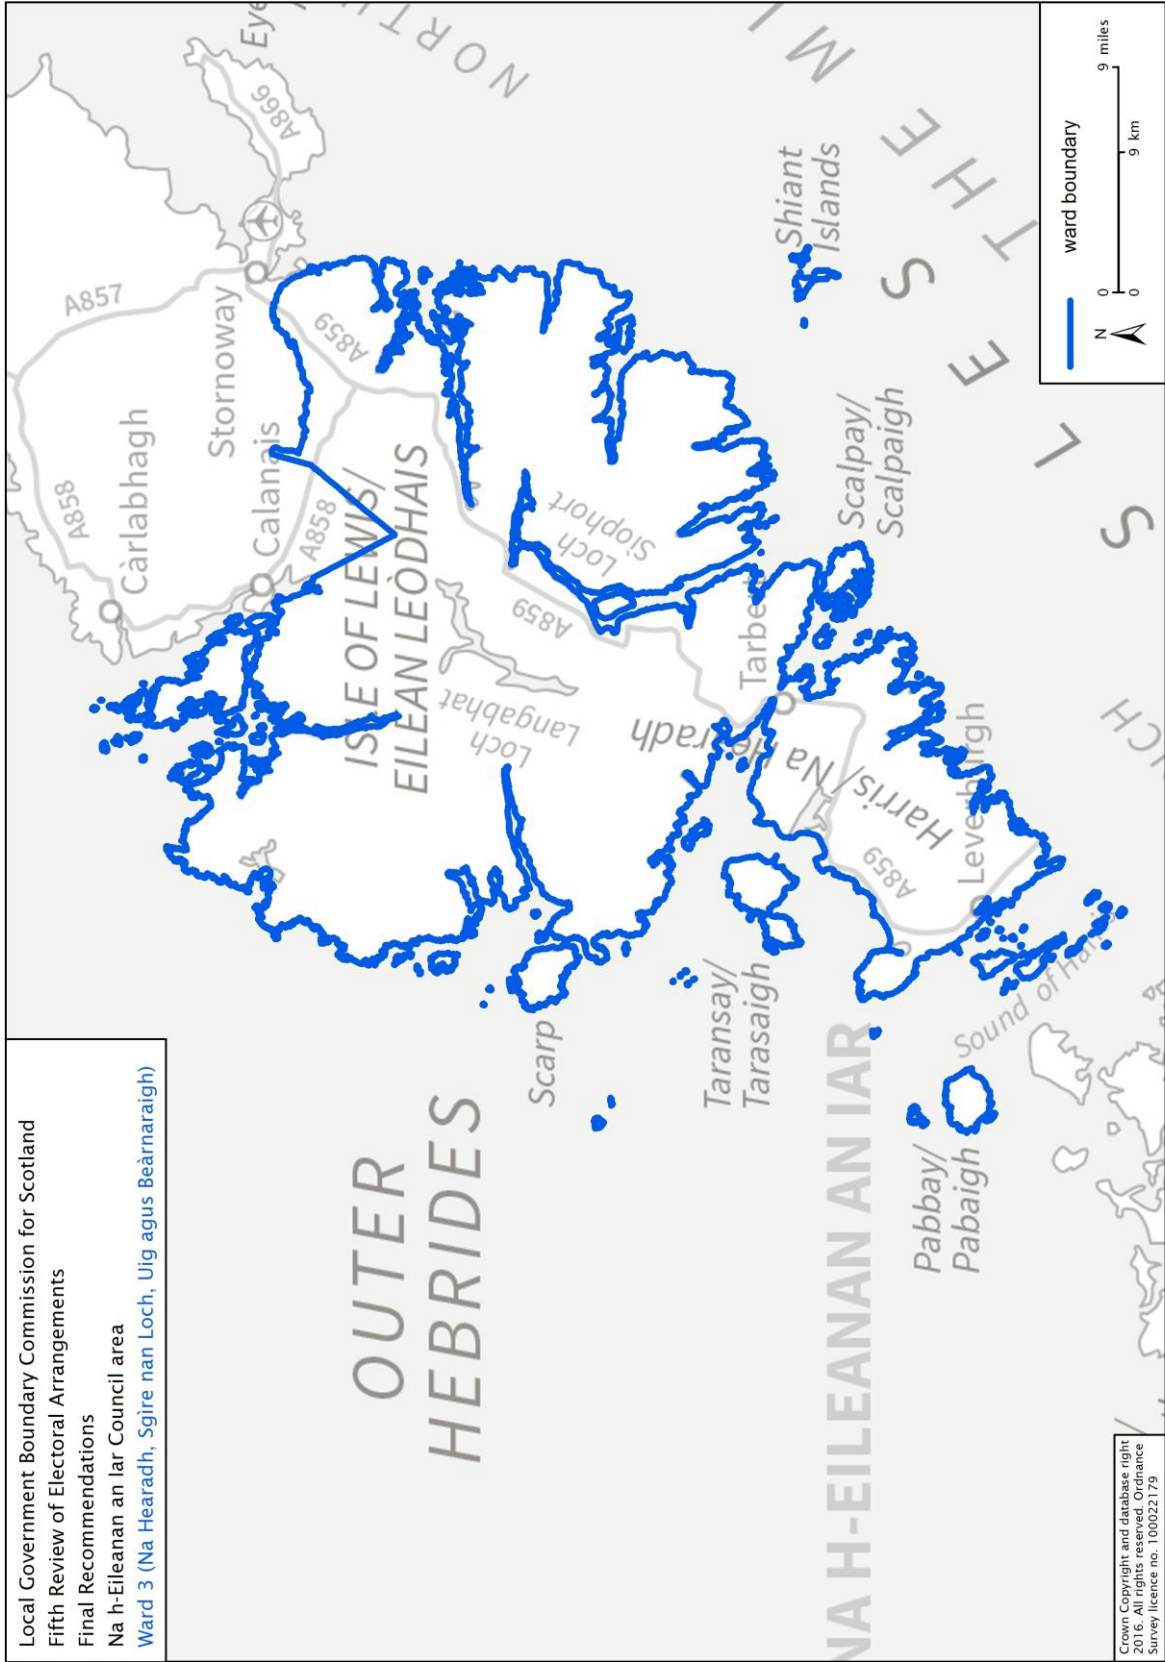 Local Government Boundary Commission for Scotland
Fifth Review of Electoral Arrangements
Final Recommendations
Na h-Eileanan an Iar Council area
Ward 3 (Na Hearadh, Sgìre nan Loch, Uig agus Beàrnaraigh)
Eye
NORTH
A866
A857
A858
Càrlabhagh
Stornoway
Calanais
A858
A859
ISLE OF LEWIS/
EILEAN LEÒDHAIS
Loch
Langabhat
Loch
Sìophort
A859
Shiant
Islands
THE
MI
Scarp
Tarbert
Harris/Na Hearadh
Scalpay/
Scalpaigh
OUTER
HEBRIDES
Taransay/
Tarasaigh
A859
Leverburgh
Sound of Harris
Pabbay/
Pabaigh
NA H-EILEANAN AN IAR
ward boundary
N
0 9 miles
0 9 km
Crown Copyright and database right
2016. All rights reserved. Ordnance
Survey licence no. 100022179